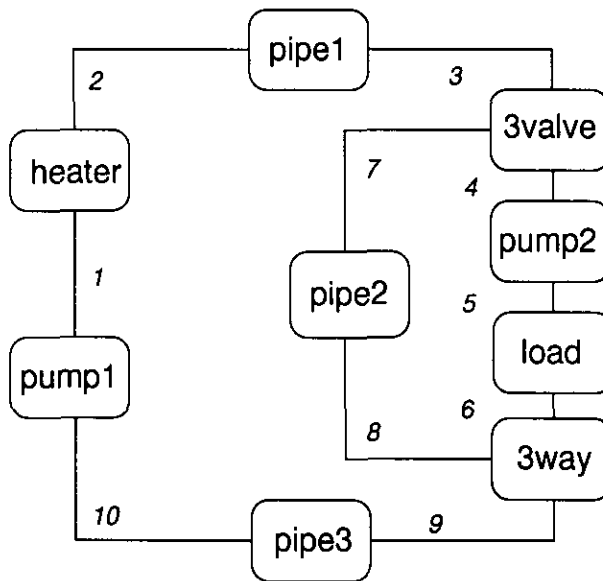 pipe1
2
3
3valve
heater
7
4
pump2
1
pipe2
5
load
pump1
6
8
3way
10
9
pipe3